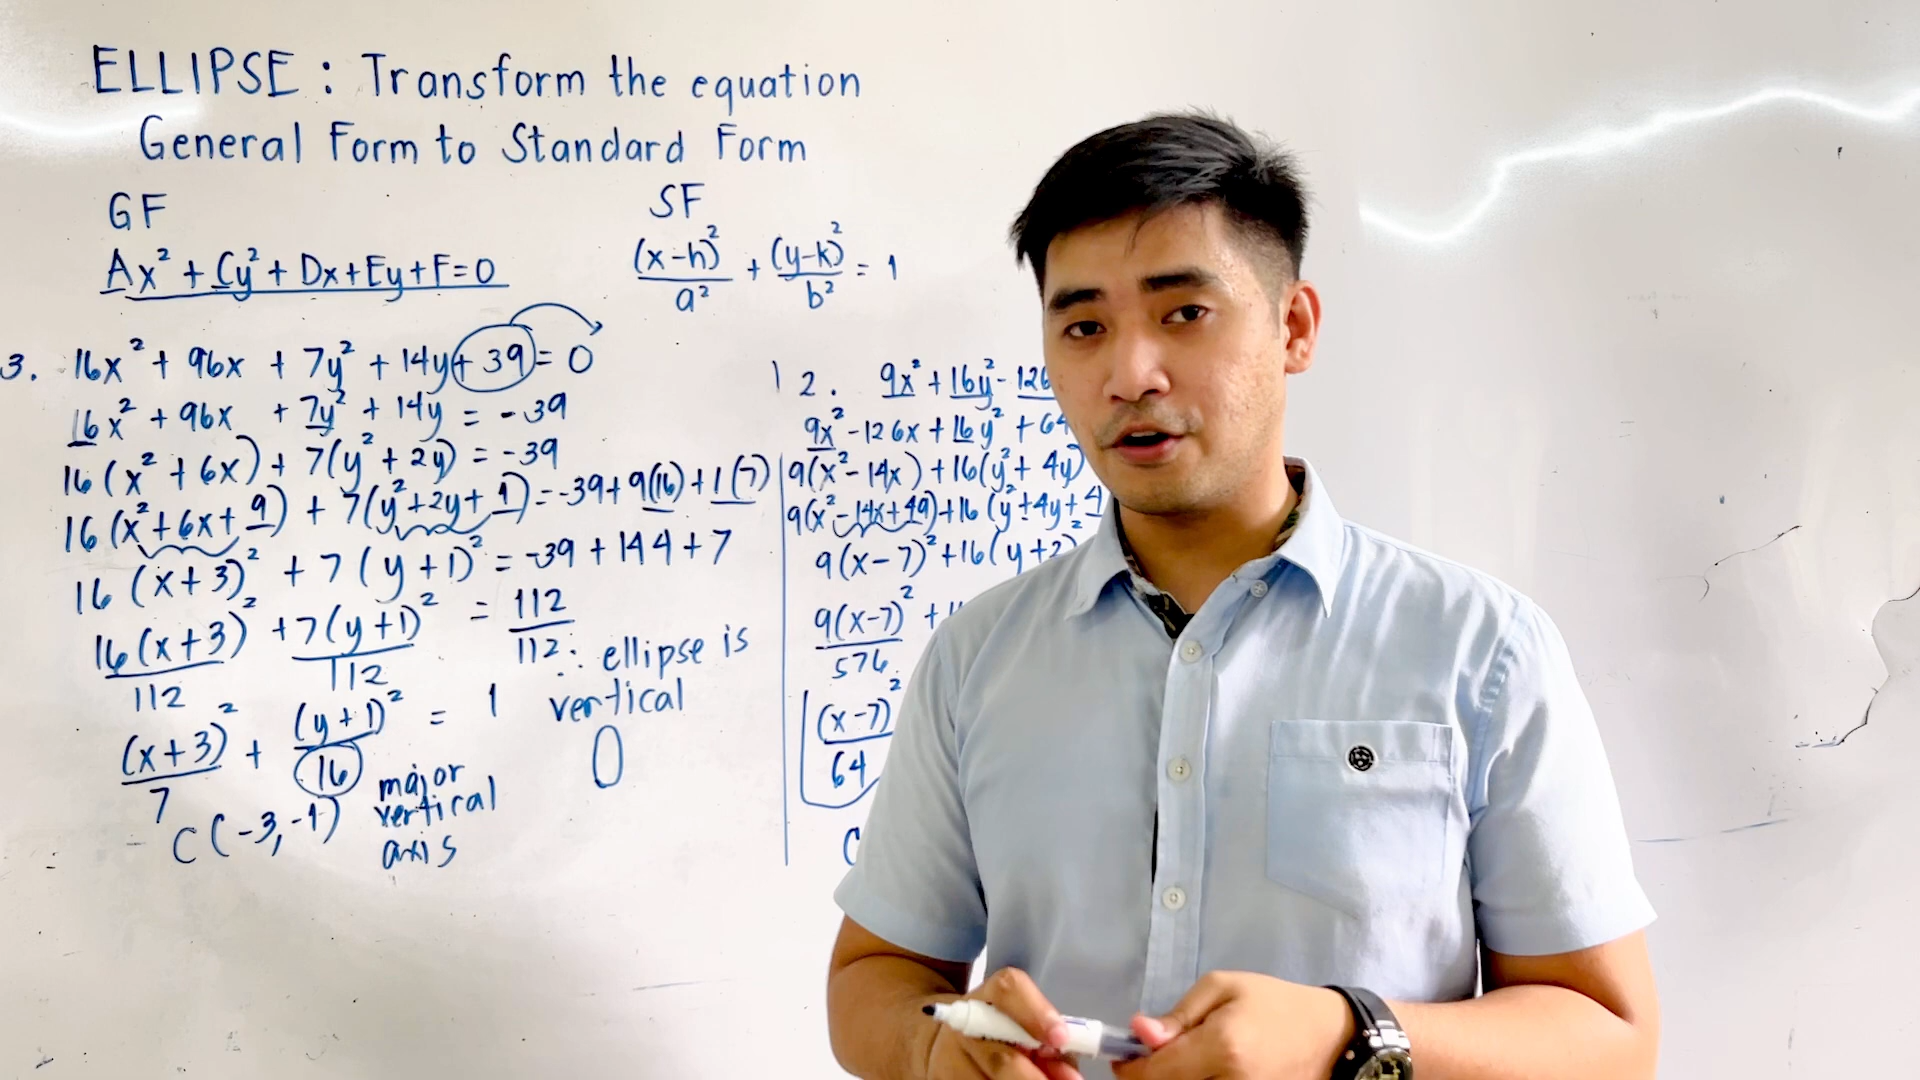 ELLIPSE : Transform the equation
General Form to Standard Form
GF
Ax² + Cy² + Dx + Ey + F = 0
SF
(x-h)²/a² + (y-k)²/b² = 1
3. 16x² + 96x + 7y² + 14y + 39 = 0
16x² + 96x + 7y² + 14y = -39
16(x² + 6x) + 7(y² + 2y) = -39
16(x² + 6x + 9) + 7(y² + 2y + 1) = -39 + 9(16) + 1(7)
16(x+3)² + 7(y+1)² = -39 + 144 + 7
16(x+3)²/112 + 7(y+1)²/112 = 112/112
(x+3)²/7 + (y+1)²/16 = 1
C(-3,-1)
major
vertical
axis
∴ ellipse is
vertical
2. 9x² + 16y² - 126
9x² - 126x + 16y² + 64
9(x² - 14x) + 16(y² + 4y)
9(x² - 14x + 49) + 16(y² + 4y + 4
9(x-7)² + 16(y+2)²
9(x-7)²/576 +
(x-7)²/64
C